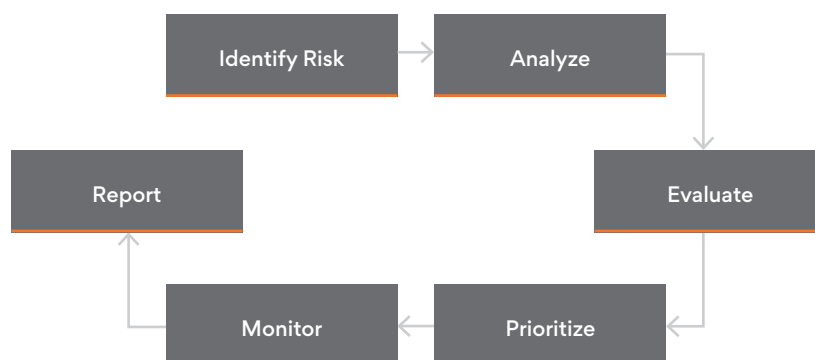 Identify Risk
Analyze
Evaluate
Prioritize
Monitor
Report